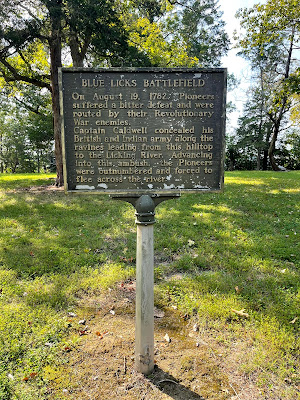 BLUE LICKS BATTLEFIELD
On August 19, 1782, Pioneers
suffered a bitter defeat and were
routed by their Revolutionary
War enemies.
Captain Caldwell concealed his
British and Indian army along the
ravines leading from this hilltop
to the Licking River. Advancing
into this ambush, the Pioneers
were outnumbered and forced to
flee across the river.